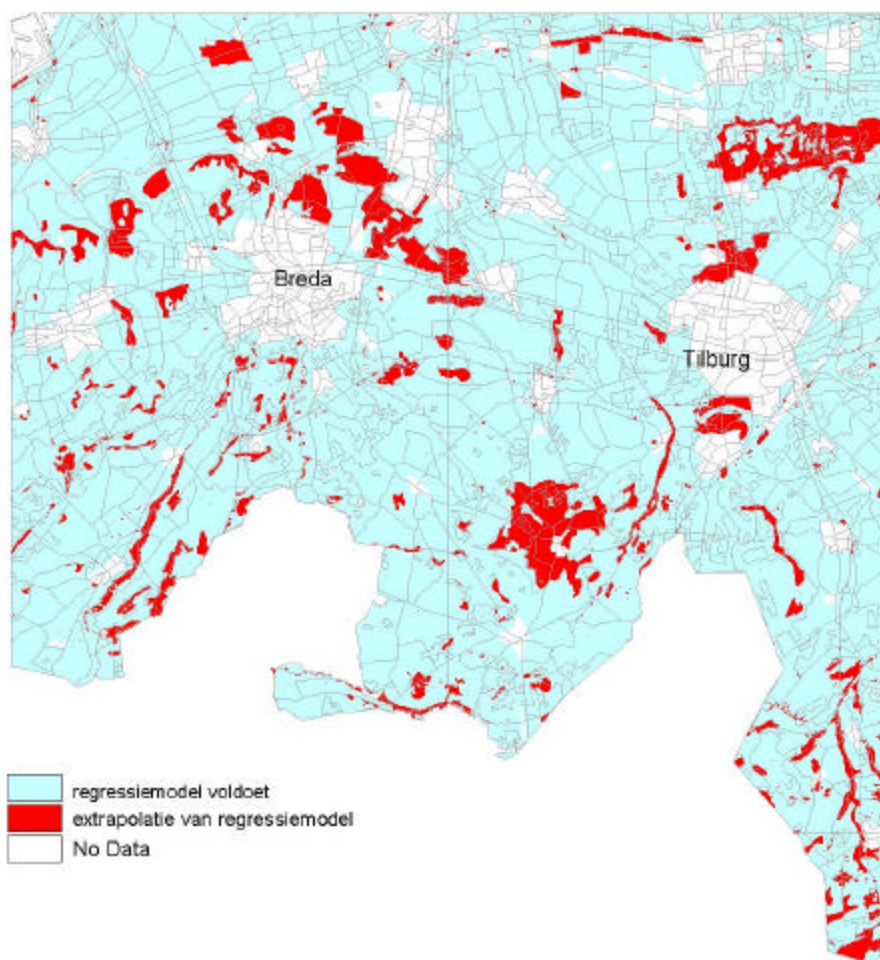 Breda
Tilburg
regressiemodel voldoet
extrapolatie van regressiemodel
No Data